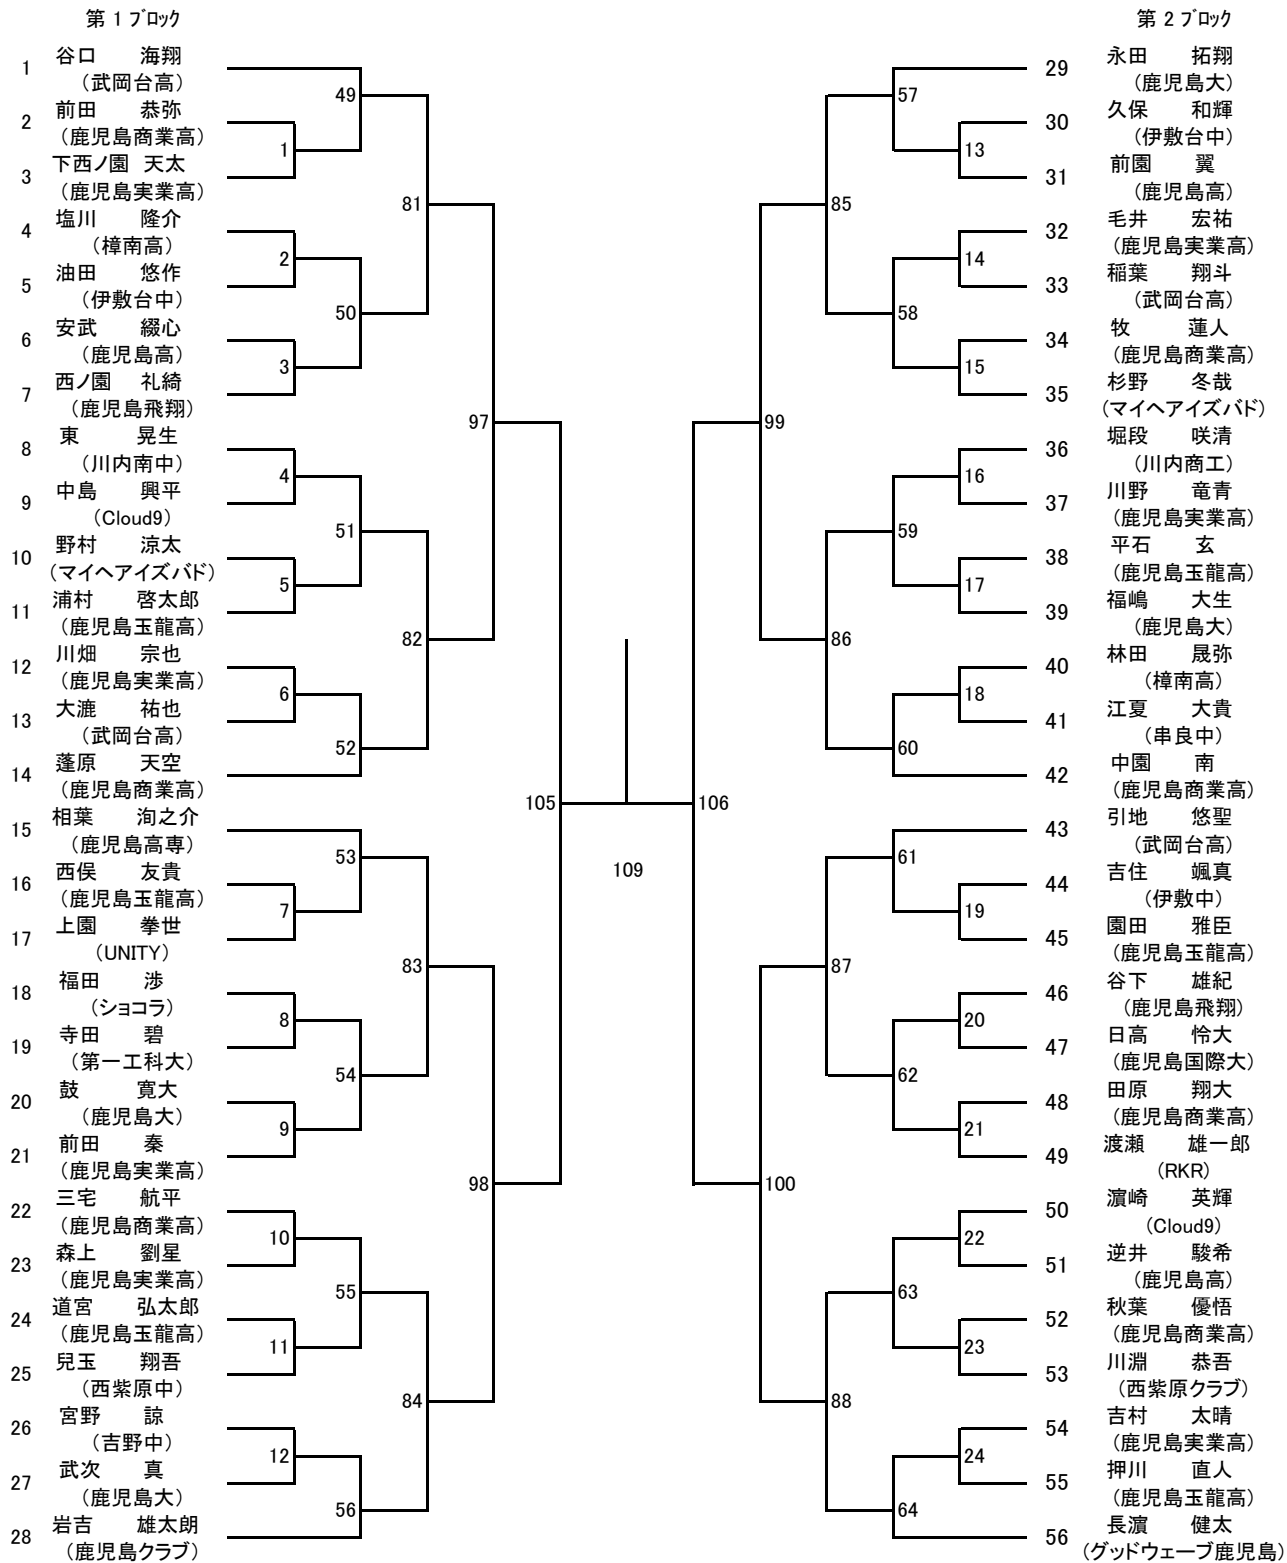 第１ブロック
1 谷口 海翔
(武岡台高)
2 前田 恭弥
(鹿児島商業高)
3 下西ノ園 天太
(鹿児島実業高)
4 塩川 隆介
(樟南高)
5 油田 悠作
(伊敷台中)
6 安武 綴心
(鹿児島高)
7 西ノ園 礼綺
(鹿児島飛翔)
8 東 晃生
(川内南中)
9 中島 興平
(Cloud9)
10 野村 涼太
(マイヘアイズバド)
11 浦村 啓太郎
(鹿児島玉龍高)
12 川畑 宗也
(鹿児島実業高)
13 大漉 祐也
(武岡台高)
14 蓬原 天空
(鹿児島商業高)
15 相葉 洵之介
(鹿児島高専)
16 西俣 友貴
(鹿児島玉龍高)
17 上園 拳世
(UNITY)
18 福田 渉
(ショコラ)
19 寺田 碧
(第一工科大)
20 鼓 寛大
(鹿児島大)
21 前田 秦
(鹿児島実業高)
22 三宅 航平
(鹿児島商業高)
23 森上 劉星
(鹿児島実業高)
24 道宮 弘太郎
(鹿児島玉龍高)
25 兒玉 翔吾
(西紫原中)
26 宮野 諒
(吉野中)
27 武次 真
(鹿児島大)
28 岩吉 雄太朗
(鹿児島クラブ)
1
2
3
4
5
6
7
8
9
10
11
12
49
50
51
52
53
54
55
56
81
82
83
84
97
98
105
109
106
99
100
85
86
87
88
57
58
59
60
61
62
63
64
13
14
15
16
17
18
19
20
21
22
23
24
第２ブロック
29 永田 拓翔
(鹿児島大)
30 久保 和輝
(伊敷台中)
31 前園 翼
(鹿児島高)
32 毛井 宏祐
(鹿児島実業高)
33 稲葉 翔斗
(武岡台高)
34 牧 蓮人
(鹿児島商業高)
35 杉野 冬哉
(マイヘアイズバド)
36 堀段 咲清
(川内商工)
37 川野 竜青
(鹿児島実業高)
38 平石 玄
(鹿児島玉龍高)
39 福嶋 大生
(鹿児島大)
40 林田 晟弥
(樟南高)
41 江夏 大貴
(串良中)
42 中園 南
(鹿児島商業高)
43 引地 悠聖
(武岡台高)
44 吉住 颯真
(伊敷中)
45 園田 雅臣
(鹿児島玉龍高)
46 谷下 雄紀
(鹿児島飛翔)
47 日高 怜大
(鹿児島国際大)
48 田原 翔大
(鹿児島商業高)
49 渡瀬 雄一郎
(RKR)
50 濵崎 英輝
(Cloud9)
51 逆井 駿希
(鹿児島高)
52 秋葉 優悟
(鹿児島商業高)
53 川淵 恭吾
(西紫原クラブ)
54 吉村 太晴
(鹿児島実業高)
55 押川 直人
(鹿児島玉龍高)
56 長濵 健太
(グッドウェーブ鹿児島)